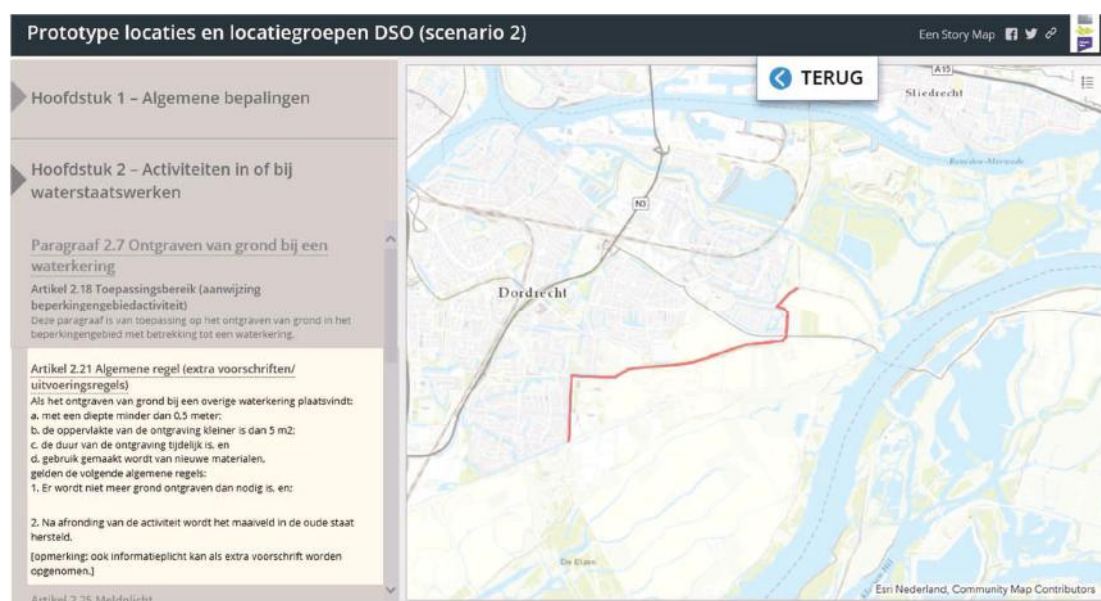 Prototype locaties en locatiegroepen DSO (scenario 2)
Een Story Map
TERUG
Hoofdstuk 1 – Algemene bepalingen
Hoofdstuk 2 – Activiteiten in of bij
waterstaatswerken
Paragraaf 2.7 Ontgraven van grond bij een
waterkering
Artikel 2.18 Toepassingsbereik (aanwijzing
beperkingengebiedactiviteit)
Deze paragraaf is van toepassing op het ontgraven van grond in het
beperkingengebied met betrekking tot een waterkering.
Artikel 2.21 Algemene regel (extra voorschriften/
uitvoeringsregels)
Als het ontgraven van grond bij een overige waterkering plaatsvindt:
a. met een diepte minder dan 0,5 meter;
b. de oppervlakte van de ontgraving kleiner is dan 5 m2;
c. de duur van de ontgraving tijdelijk is, en
d. gebruik gemaakt wordt van nieuwe materialen,
gelden de volgende algemene regels:
1. Er wordt niet meer grond ontgraven dan nodig is, en;
2. Na afronding van de activiteit wordt het maaiveld in de oude staat
hersteld.
[opmerking: ook informatieplicht kan als extra voorschrift worden
opgenomen.]
Artikel 2.25 Meldplicht
A15
Sliedrecht
Beneden-Merwede
N3
Dordrecht
De Elzen
Esri Nederland, Community Map Contributors